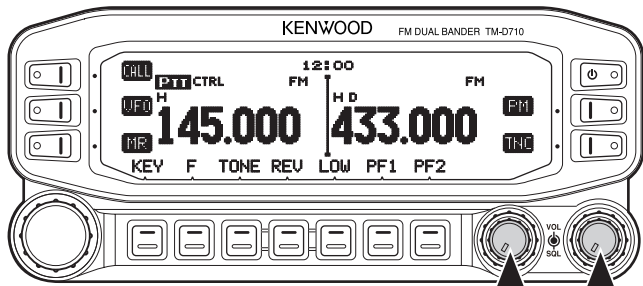 KENWOOD FM DUAL BANDER TM-D710
12:00
CALL PTT CTRL FM FM
H H D
VFO 145.000 433.000 PM
MR TNC
KEY F TONE REV LOW PF1 PF2
VOL
SQL